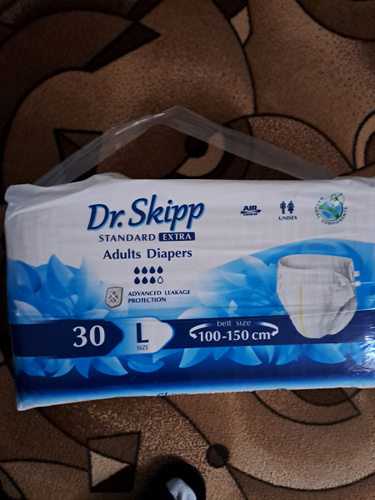 Dr. Skipp
STANDARD EXTRA
Adults Diapers
ADVANCED LEAKAGE
PROTECTION
AIR
UNISEX
30
L
SIZE
belt size
100-150 cm